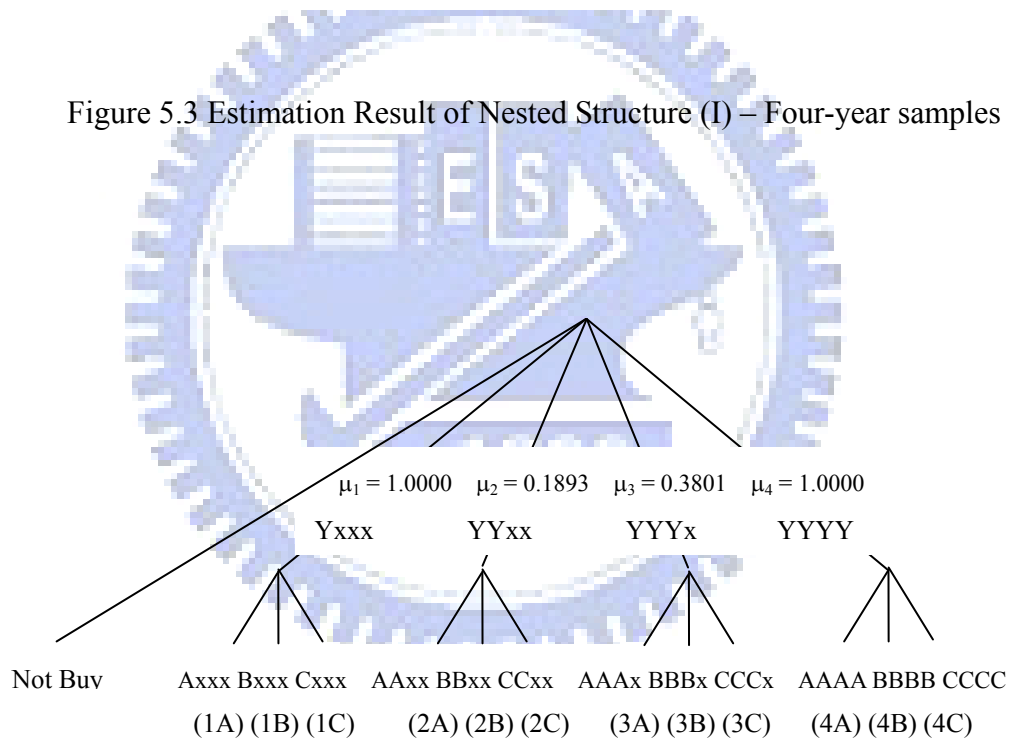 Figure 5.3 Estimation Result of Nested Structure (I) – Four-year samples
E S A
μ1 = 1.0000 μ2 = 0.1893 μ3 = 0.3801 μ4 = 1.0000
Yxxx YYxx YYYx YYYY
Not Buy Axxx Bxxx Cxxx AAxx BBxx CCxx AAAx BBBx CCCx AAAA BBBB CCCC
(1A) (1B) (1C) (2A) (2B) (2C) (3A) (3B) (3C) (4A) (4B) (4C)